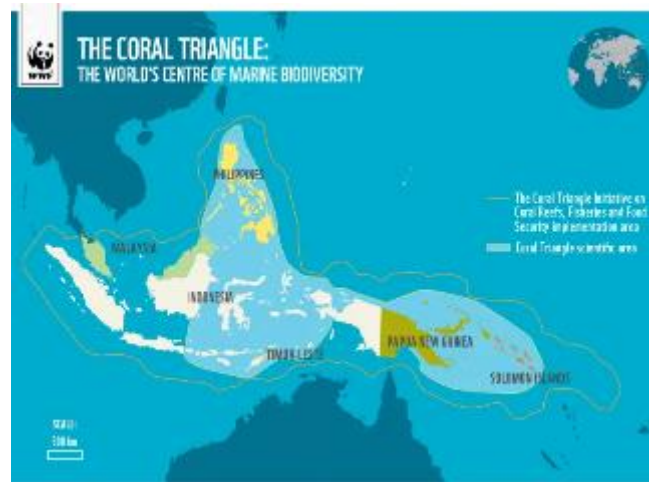 WWF
THE CORAL TRIANGLE:
THE WORLD'S CENTRE OF MARINE BIODIVERSITY
PHILIPPINES
The Coral Triangle Initiative on
Coral Reefs, Fisheries and Food
Security implementation area
Coral Triangle scientific area
MALAYSIA
INDONESIA
PAPUA NEW GUINEA
TIMOR-LESTE
SOLOMON ISLANDS
SCALE:
500 km